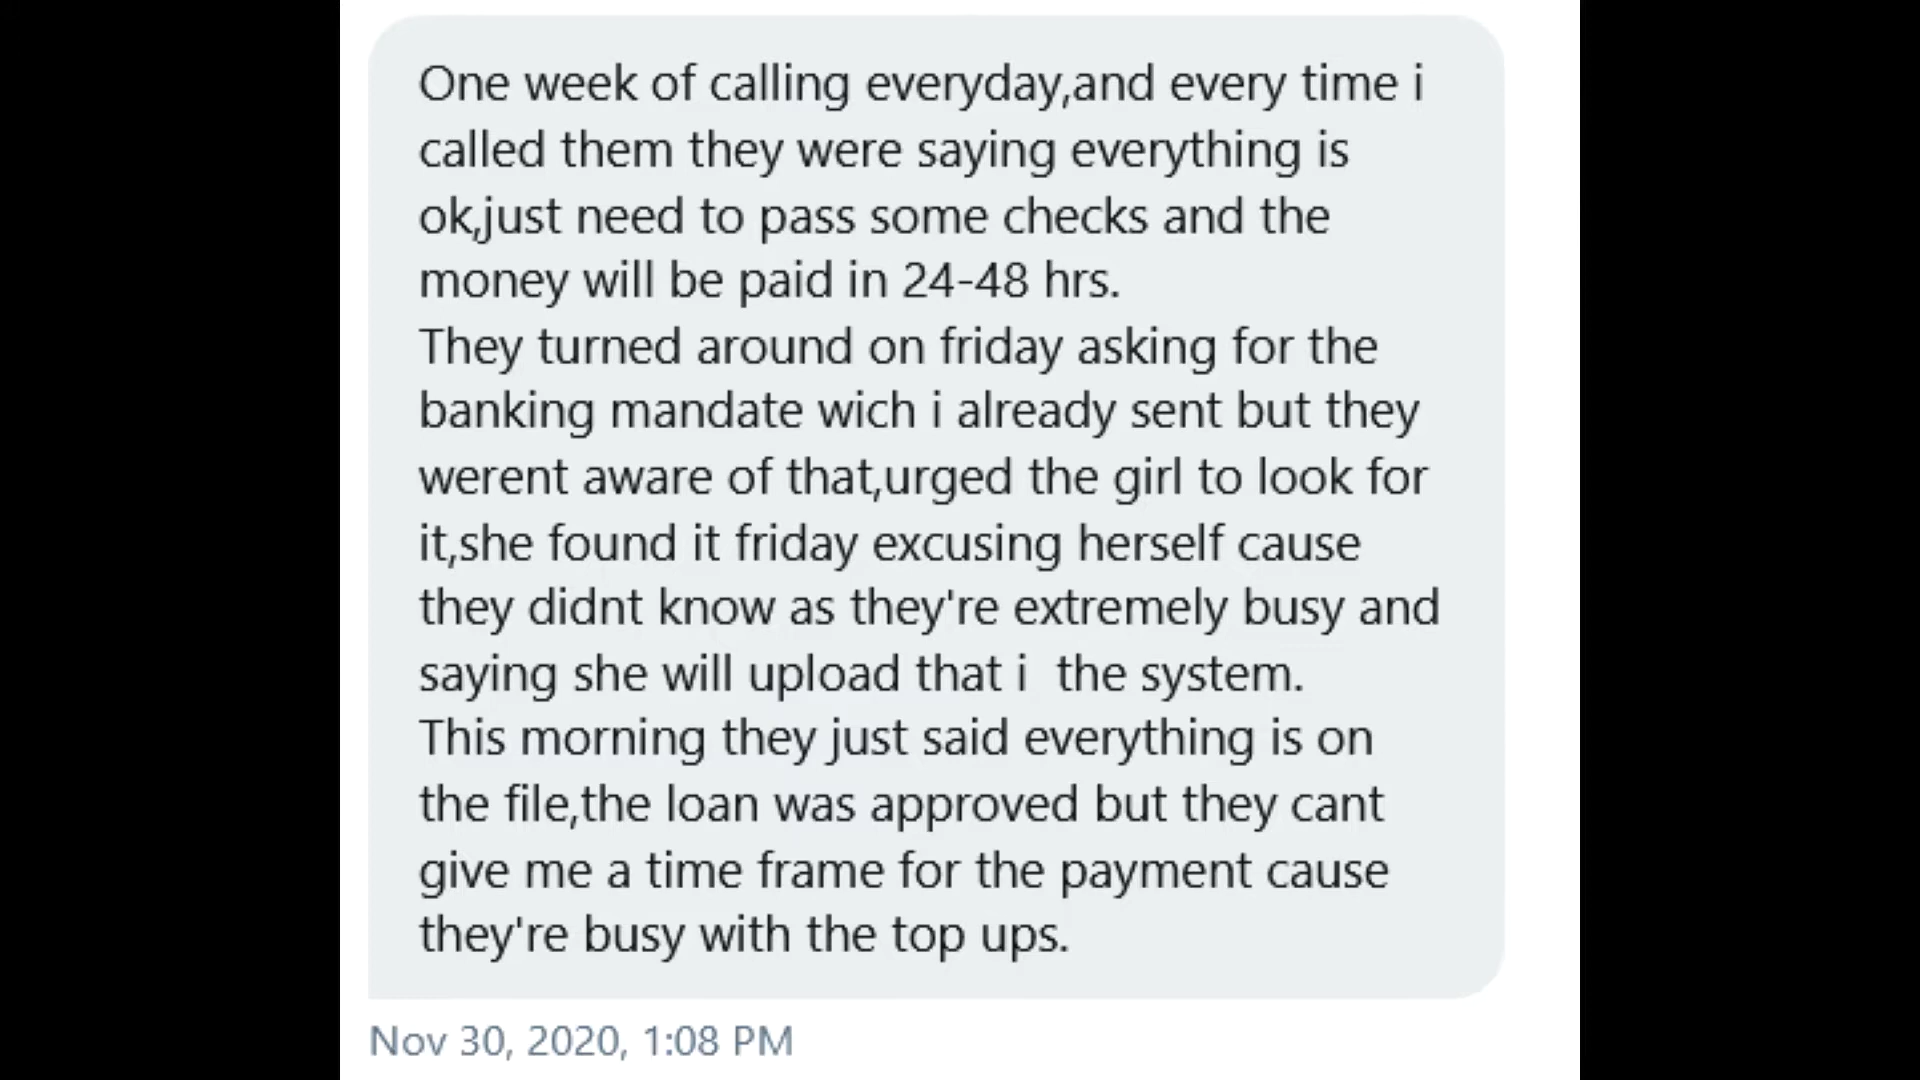 One week of calling everyday,and every time i
called them they were saying everything is
ok,just need to pass some checks and the
money will be paid in 24-48 hrs.
They turned around on friday asking for the
banking mandate wich i already sent but they
werent aware of that,urged the girl to look for
it,she found it friday excusing herself cause
they didnt know as they're extremely busy and
saying she will upload that i  the system.
This morning they just said everything is on
the file,the loan was approved but they cant
give me a time frame for the payment cause
they're busy with the top ups.
Nov 30, 2020, 1:08 PM